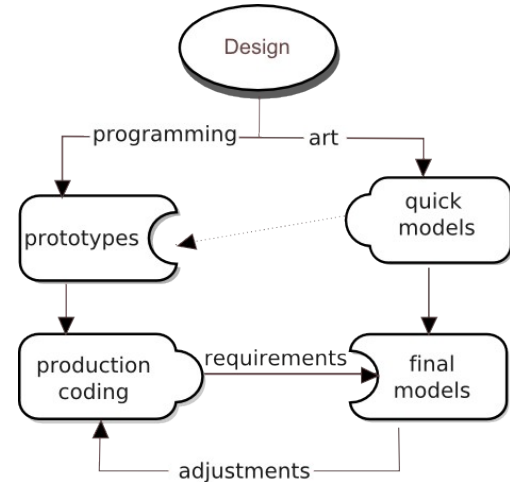 Design
programming
art
prototypes
quick
models
production
coding
requirements
final
models
adjustments